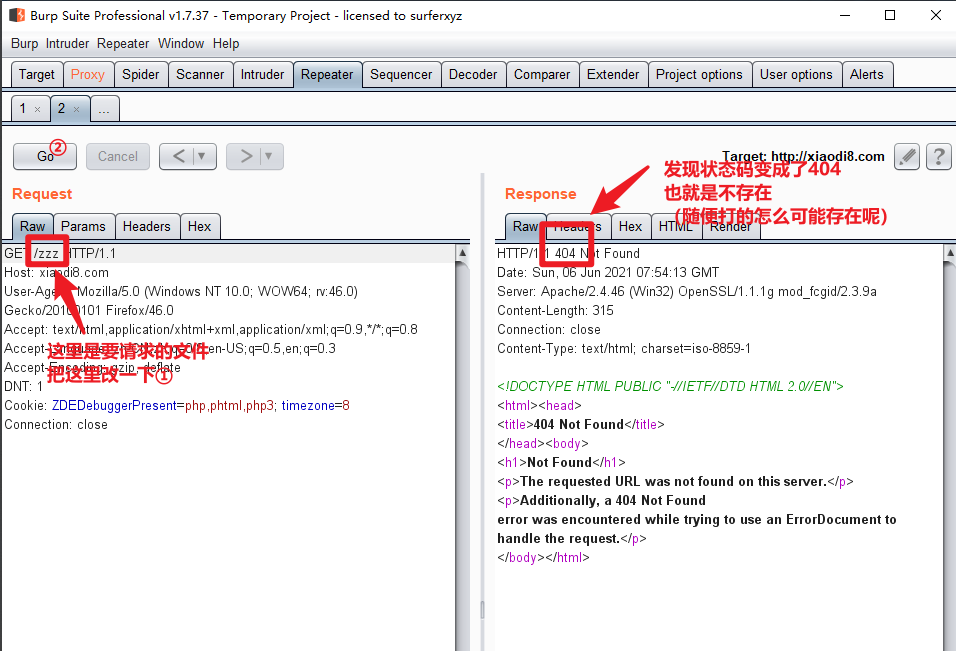 Burp Suite Professional v1.7.37 - Temporary Project - licensed to surferxyz
Burp Intruder Repeater Window Help
Target Proxy Spider Scanner Intruder Repeater Sequencer Decoder Comparer Extender Project options User options Alerts
1 × 2 × ...
Go ② Cancel < ▼ > ▼ Target: http://xiaodi8.com ?
发现状态码变成了404
也就是不存在
（随便打的怎么可能存在呢）
Request
Raw Params Headers Hex
GET /zzz HTTP/1.1
Host: xiaodi8.com
User-Agent: Mozilla/5.0 (Windows NT 10.0; WOW64; rv:46.0)
Gecko/20100101 Firefox/46.0
Accept: text/html,application/xhtml+xml,application/xml;q=0.9,*/*;q=0.8
en-US;q=0.5,en;q=0.3
Accept-Encoding: gzip, deflate
DNT: 1
Cookie: ZDEDebuggerPresent=php,phtml,php3; timezone=8
Connection: close
这里是要请求的文件
把这里改一下①
Response
Raw Headers Hex HTML Render
HTTP/1.1 404 Not Found
Date: Sun, 06 Jun 2021 07:54:13 GMT
Server: Apache/2.4.46 (Win32) OpenSSL/1.1.1g mod_fcgid/2.3.9a
Content-Length: 315
Connection: close
Content-Type: text/html; charset=iso-8859-1
<!DOCTYPE HTML PUBLIC "-//IETF//DTD HTML 2.0//EN">
<html><head>
<title>404 Not Found</title>
</head><body>
<h1>Not Found</h1>
<p>The requested URL was not found on this server.</p>
<p>Additionally, a 404 Not Found
error was encountered while trying to use an ErrorDocument to
handle the request.</p>
</body></html>